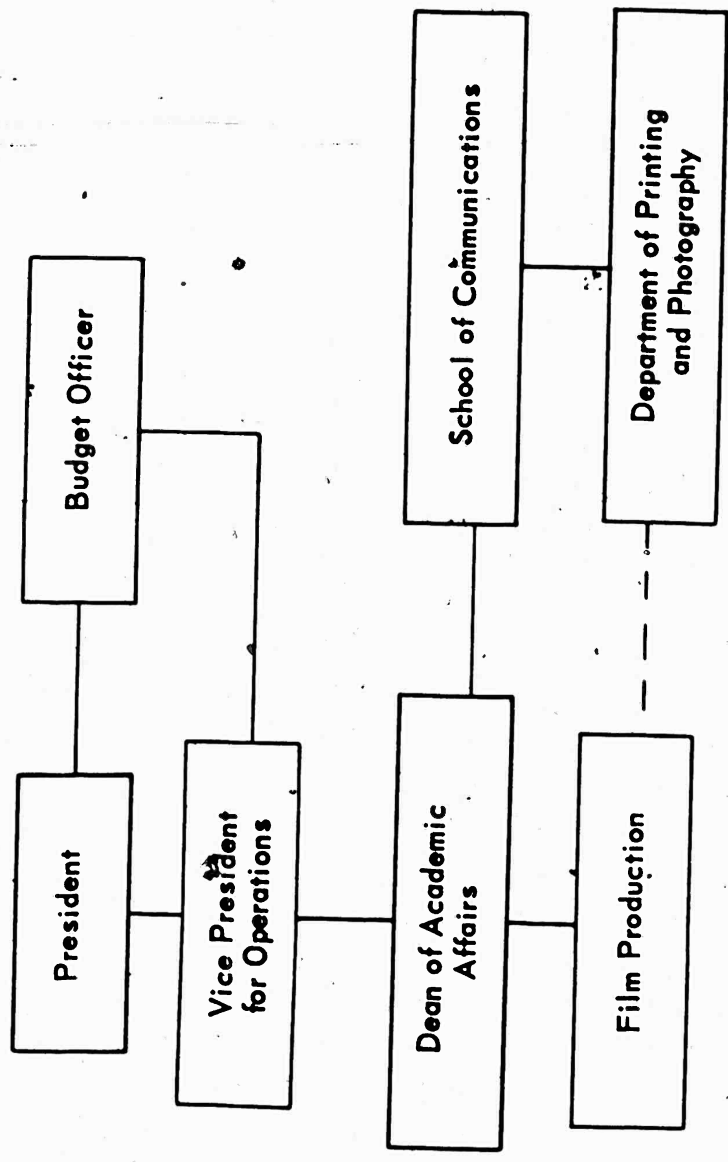 President
Budget Officer
Vice President
for Operations
Dean of Academic
Affairs
School of Communications
Film Production
Department of Printing
and Photography